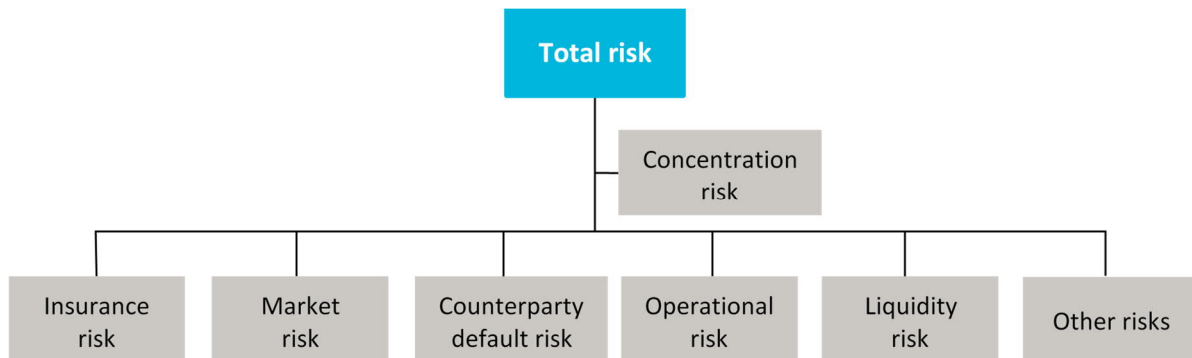 Total risk
Concentration
risk
Insurance
risk
Market
risk
Counterparty
default risk
Operational
risk
Liquidity
risk
Other risks